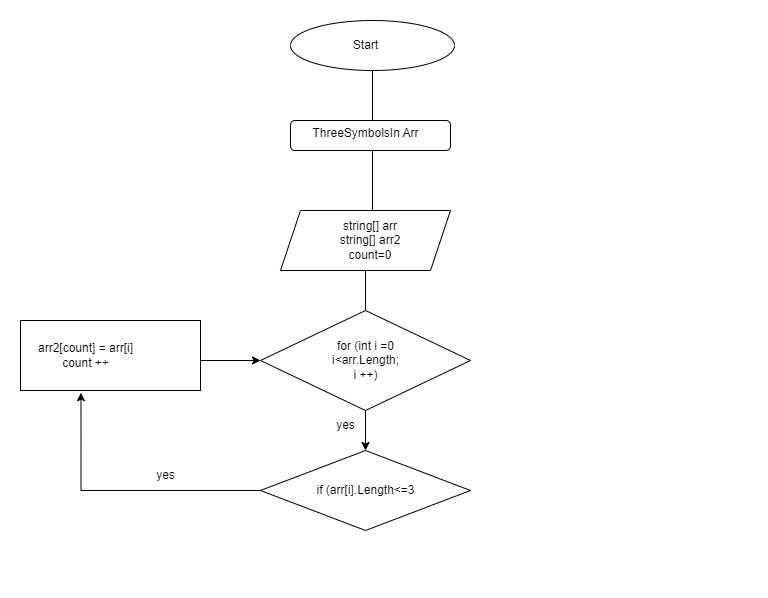 Start
ThreeSymbolsIn Arr
string[] arr
string[] arr2
count=0
for (int i =0
i<arr.Length;
i ++)
arr2[count] = arr[i]
count ++
yes
yes
if (arr[i].Length<=3